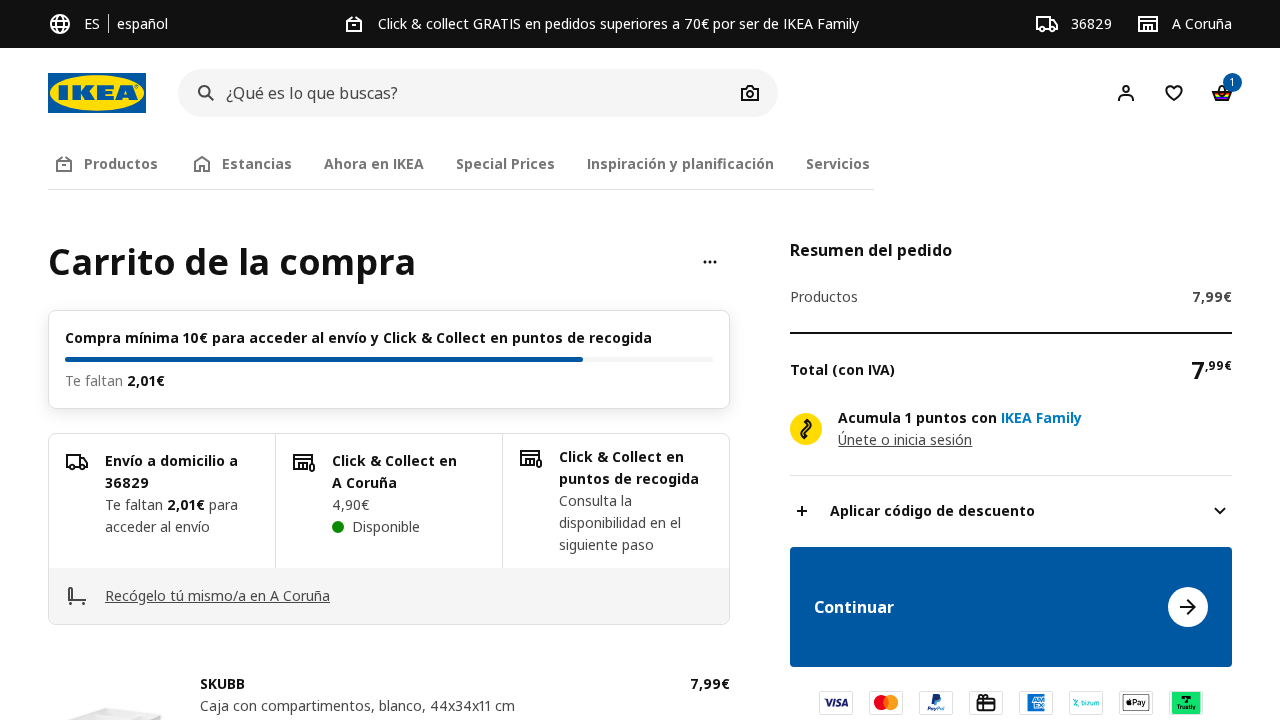 ES español
Click & collect GRATIS en pedidos superiores a 70€ por ser de IKEA Family
36829
A Coruña
IKEA
¿Qué es lo que buscas?
1
Productos
Estancias
Ahora en IKEA
Special Prices
Inspiración y planificación
Servicios
Carrito de la compra
Compra mínima 10€ para acceder al envío y Click & Collect en puntos de recogida
Te faltan 2,01€
Envío a domicilio a
36829
Te faltan 2,01€ para
acceder al envío
Click & Collect en
A Coruña
4,90€
Disponible
Click & Collect en
puntos de recogida
Consulta la
disponibilidad en el
siguiente paso
Recógelo tú mismo/a en A Coruña
SKUBB
7,99€
Caja con compartimentos, blanco, 44x34x11 cm
Resumen del pedido
Productos
7,99€
Total (con IVA)
7,99€
Acumula 1 puntos con IKEA Family
Únete o inicia sesión
Aplicar código de descuento
Continuar
VISA
PayPal
AMEX
bizum
Pay
Trustly